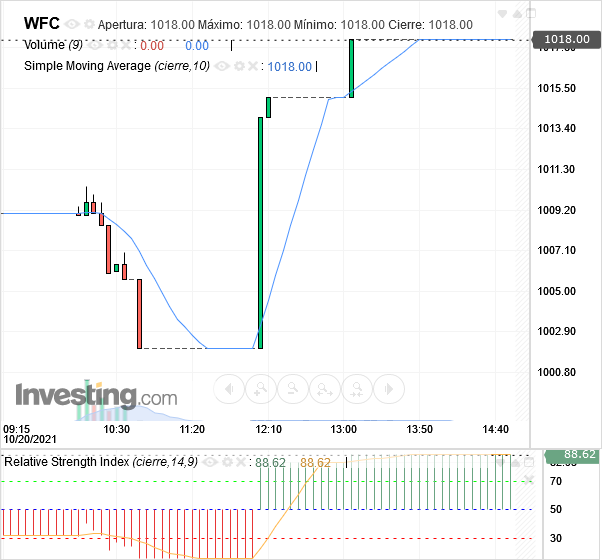 WFC Apertura: 1018.00 Máximo: 1018.00 Mínimo: 1018.00 Cierre: 1018.00
Volume (9) : 0.00 0.00
Simple Moving Average (cierre,10) : 1018.00
1018.00
1015.50
1013.40
1011.30
1009.20
1007.10
1005.00
1002.90
1000.80
Investing.com
09:15 10:30 11:20 12:10 13:00 13:50 14:40
10/20/2021
Relative Strength Index (cierre,14,9) : 88.62 88.62
88.62
70
50
30